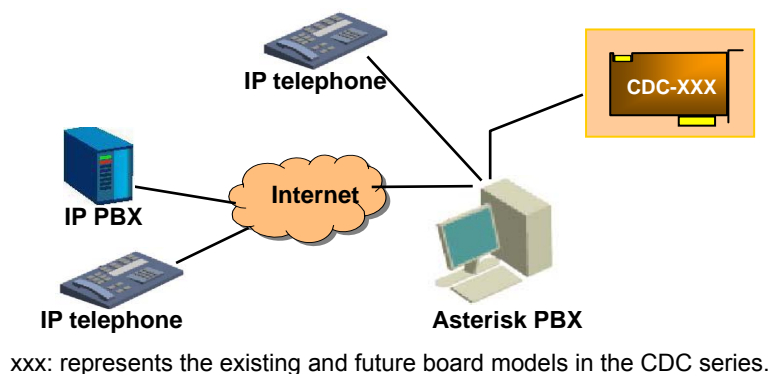 IP telephone
CDC-XXX
Internet
IP PBX
IP telephone
Asterisk PBX
xxx: represents the existing and future board models in the CDC series.